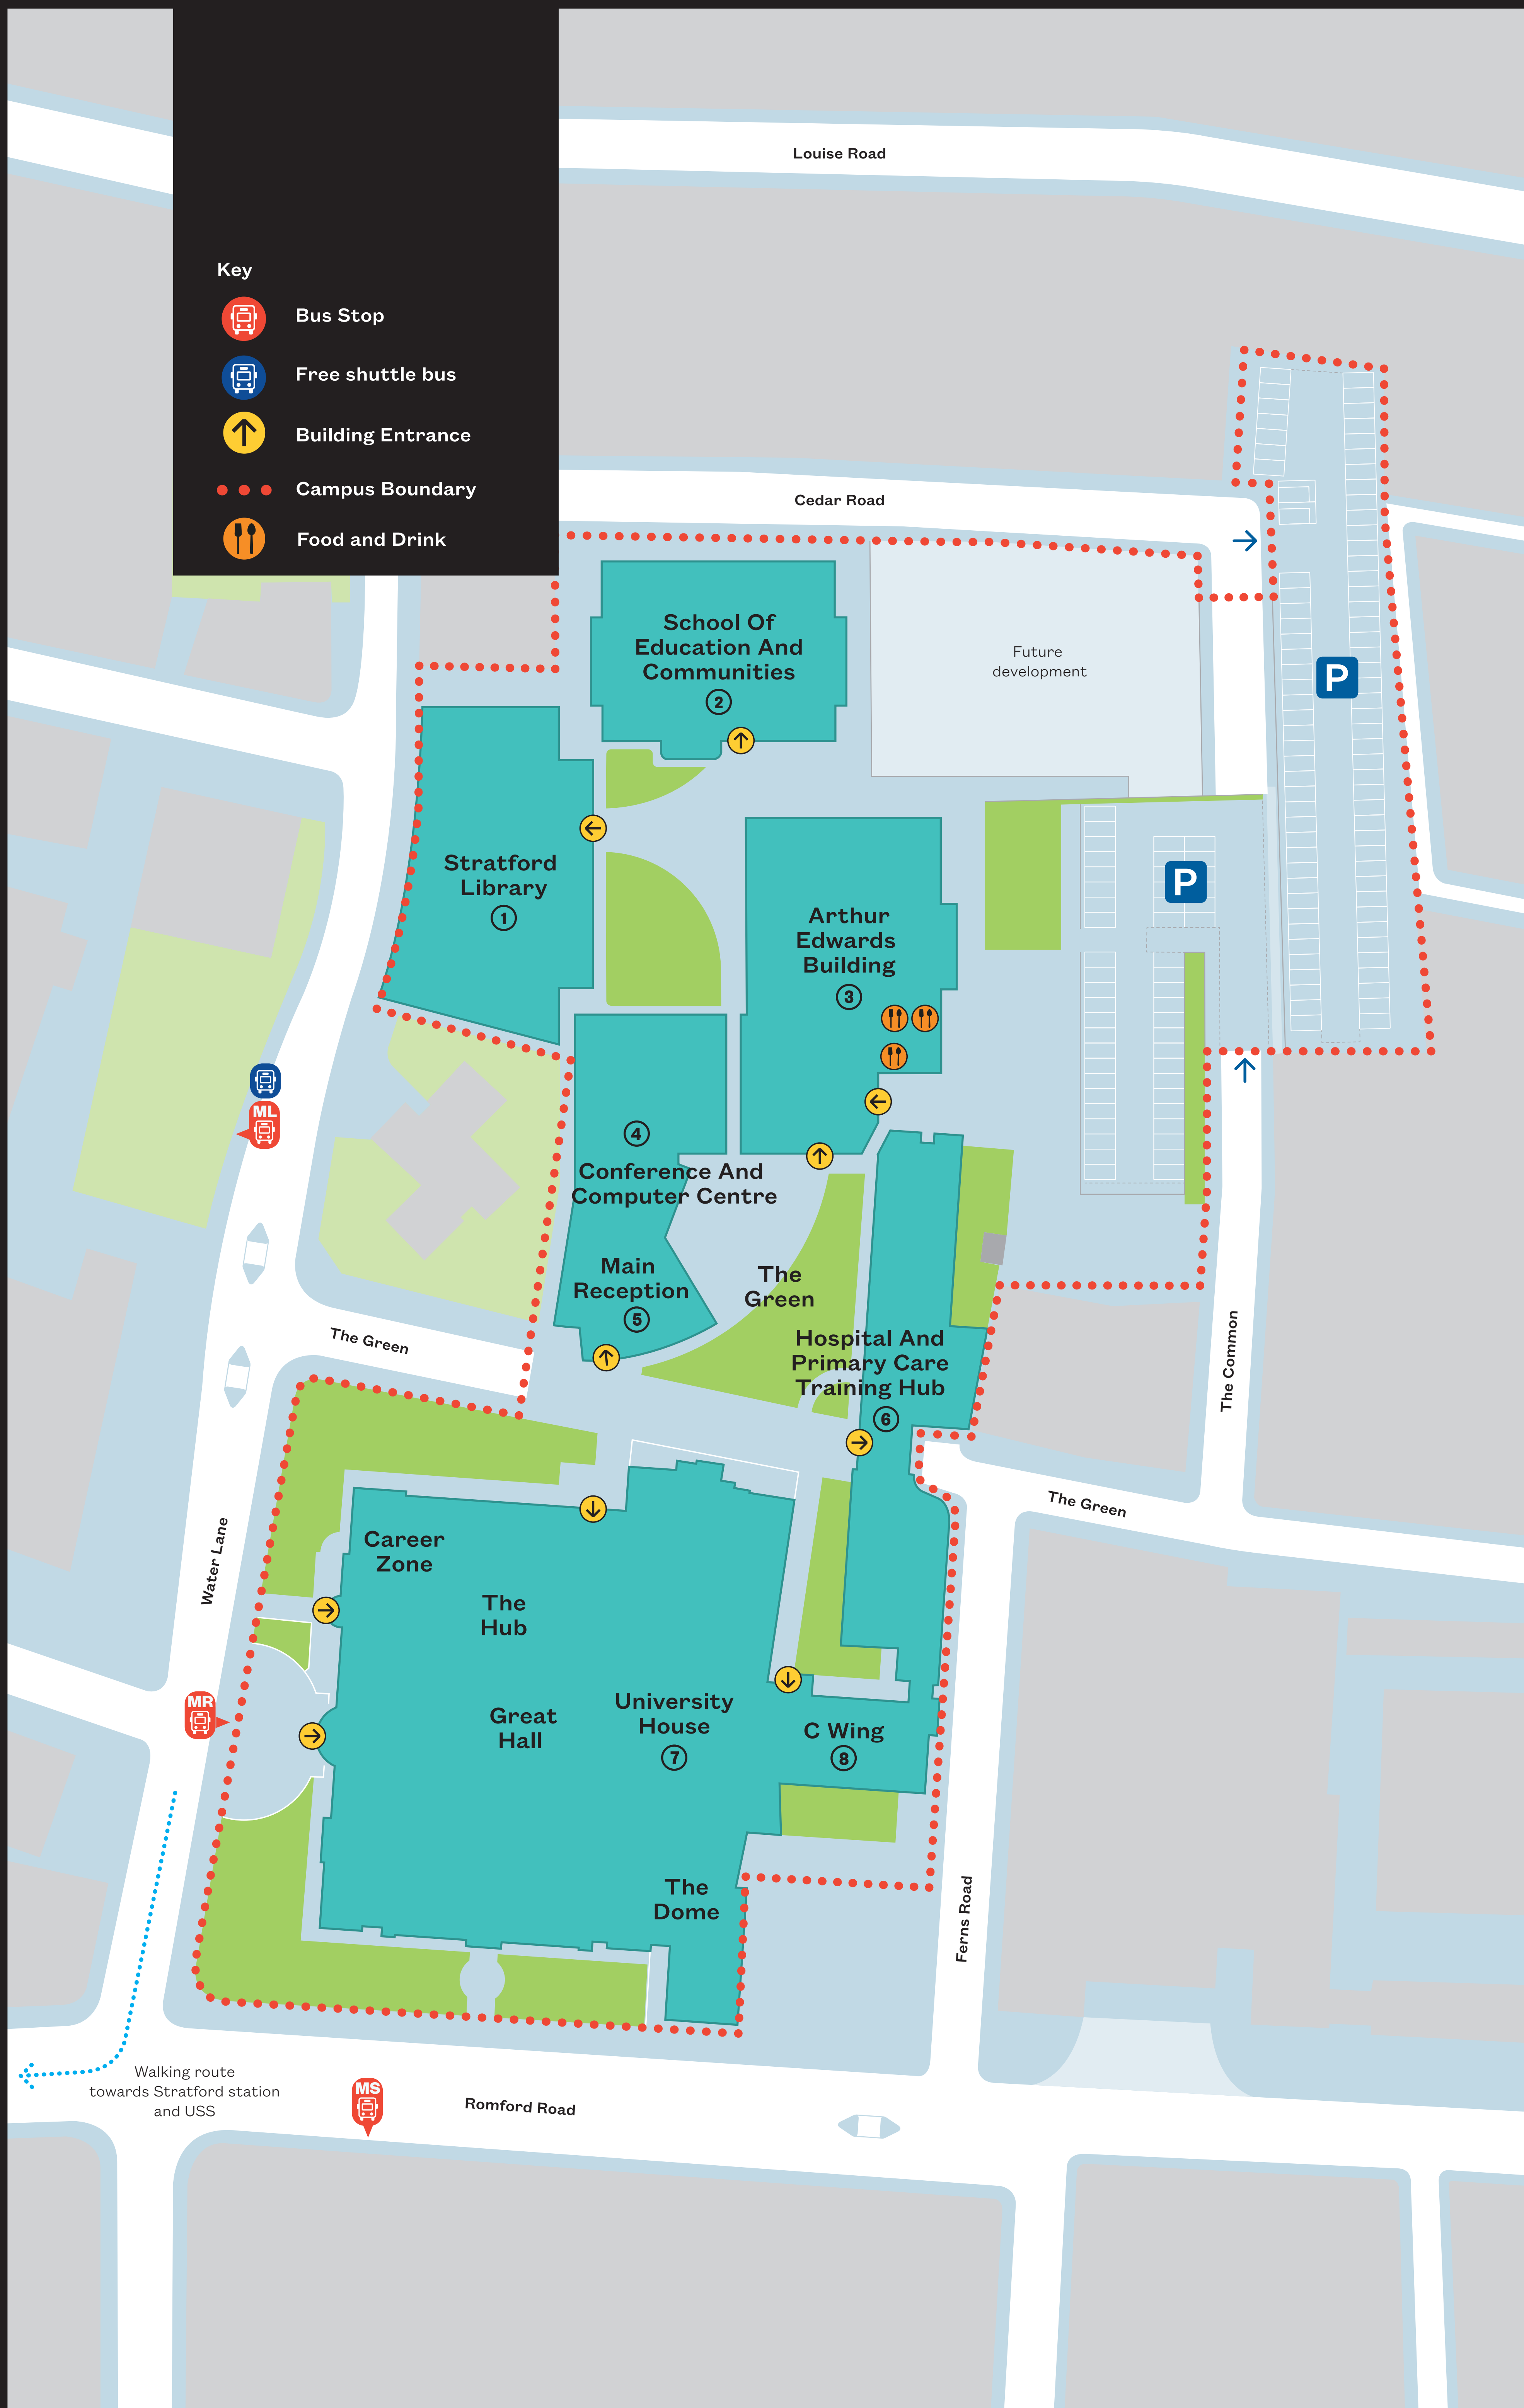 Louise Road
Key
Bus Stop
Free shuttle bus
Building Entrance
Campus Boundary
Food and Drink
Cedar Road
School Of
Education And
Communities
2
Future
development
P
Stratford
Library
1
P
Arthur
Edwards
Building
3
ML
4
Conference And
Computer Centre
Main
Reception
5
The
Green
Hospital And
Primary Care
Training Hub
6
The Green
The Common
The Green
Water Lane
Career
Zone
The
Hub
MR
Great
Hall
University
House
7
C Wing
8
The
Dome
Ferns Road
Walking route
towards Stratford station
and USS
MS
Romford Road